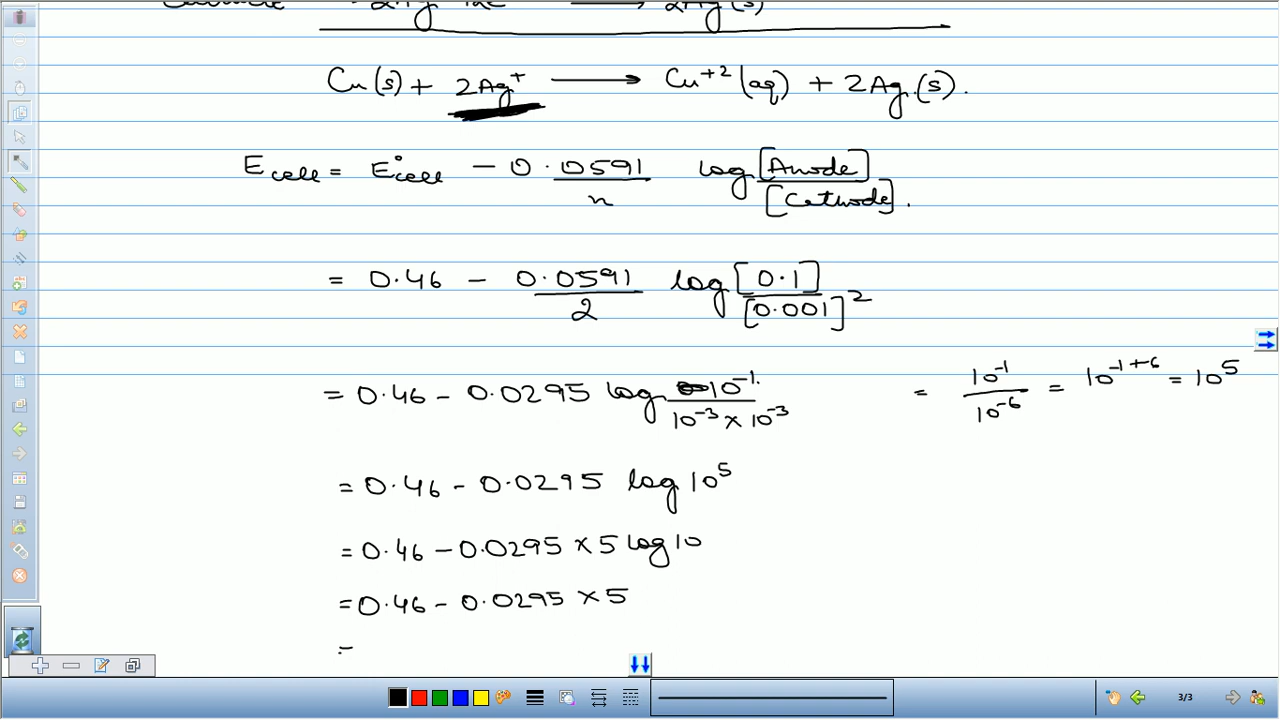 2Ag(s)
Cu(s) + 2Ag⁺ ⟶ Cu⁺²(aq) + 2Ag(s).
Ecell = E°cell − 0.0591/n log [Anode]/[Cathode].
= 0.46 − 0.0591/2 log [0.1]/[0.001]²
= 0.46 − 0.0295 log 10⁻¹/10⁻³ × 10⁻³ = 10⁻¹/10⁻⁶ = 10⁻¹⁺⁶ = 10⁵
= 0.46 − 0.0295 log 10⁵
= 0.46 − 0.0295 × 5 log 10
= 0.46 − 0.0295 × 5
=
3/3